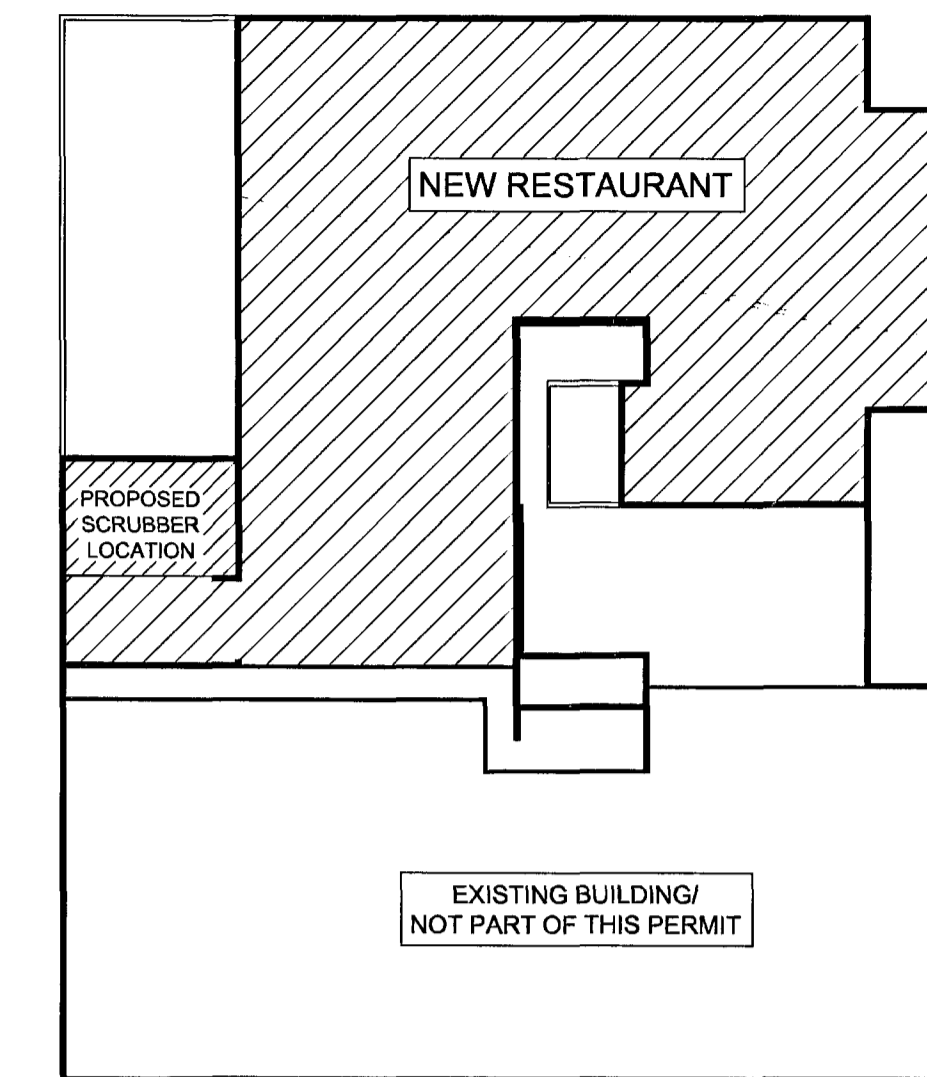 NEW RESTAURANT
PROPOSED
SCRUBBER
LOCATION
EXISTING BUILDING/
NOT PART OF THIS PERMIT